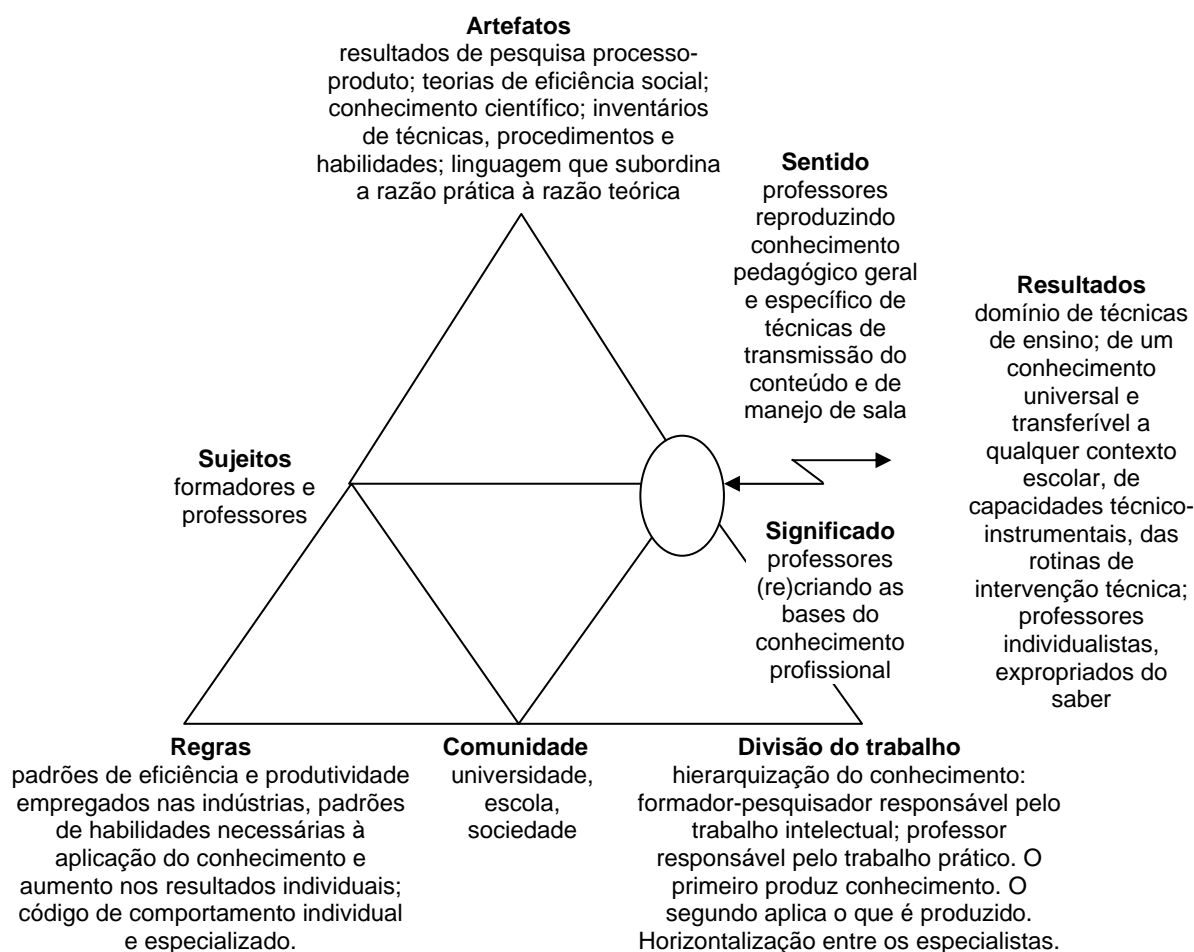 Artefatos
resultados de pesquisa processo-
produto; teorias de eficiência social;
conhecimento científico; inventários
de técnicas, procedimentos e
habilidades; linguagem que subordina
a razão prática à razão teórica
Sentido
professores
reproduzindo
conhecimento
pedagógico geral
e específico de
técnicas de
transmissão do
conteúdo e de
manejo de sala
Resultados
domínio de técnicas
de ensino; de um
conhecimento
universal e
transferível a
qualquer contexto
escolar, de
capacidades técnico-
instrumentais, das
rotinas de
intervenção técnica;
professores
individualistas,
expropriados do
saber
Sujeitos
formadores e
professores
Significado
professores
(re)criando as
bases do
conhecimento
profissional
Regras
padrões de eficiência e produtividade
empregados nas indústrias, padrões
de habilidades necessárias à
aplicação do conhecimento e
aumento nos resultados individuais;
código de comportamento individual
e especializado.
Comunidade
universidade,
escola,
sociedade
Divisão do trabalho
hierarquização do conhecimento:
formador-pesquisador responsável pelo
trabalho intelectual; professor
responsável pelo trabalho prático. O
primeiro produz conhecimento. O
segundo aplica o que é produzido.
Horizontalização entre os especialistas.